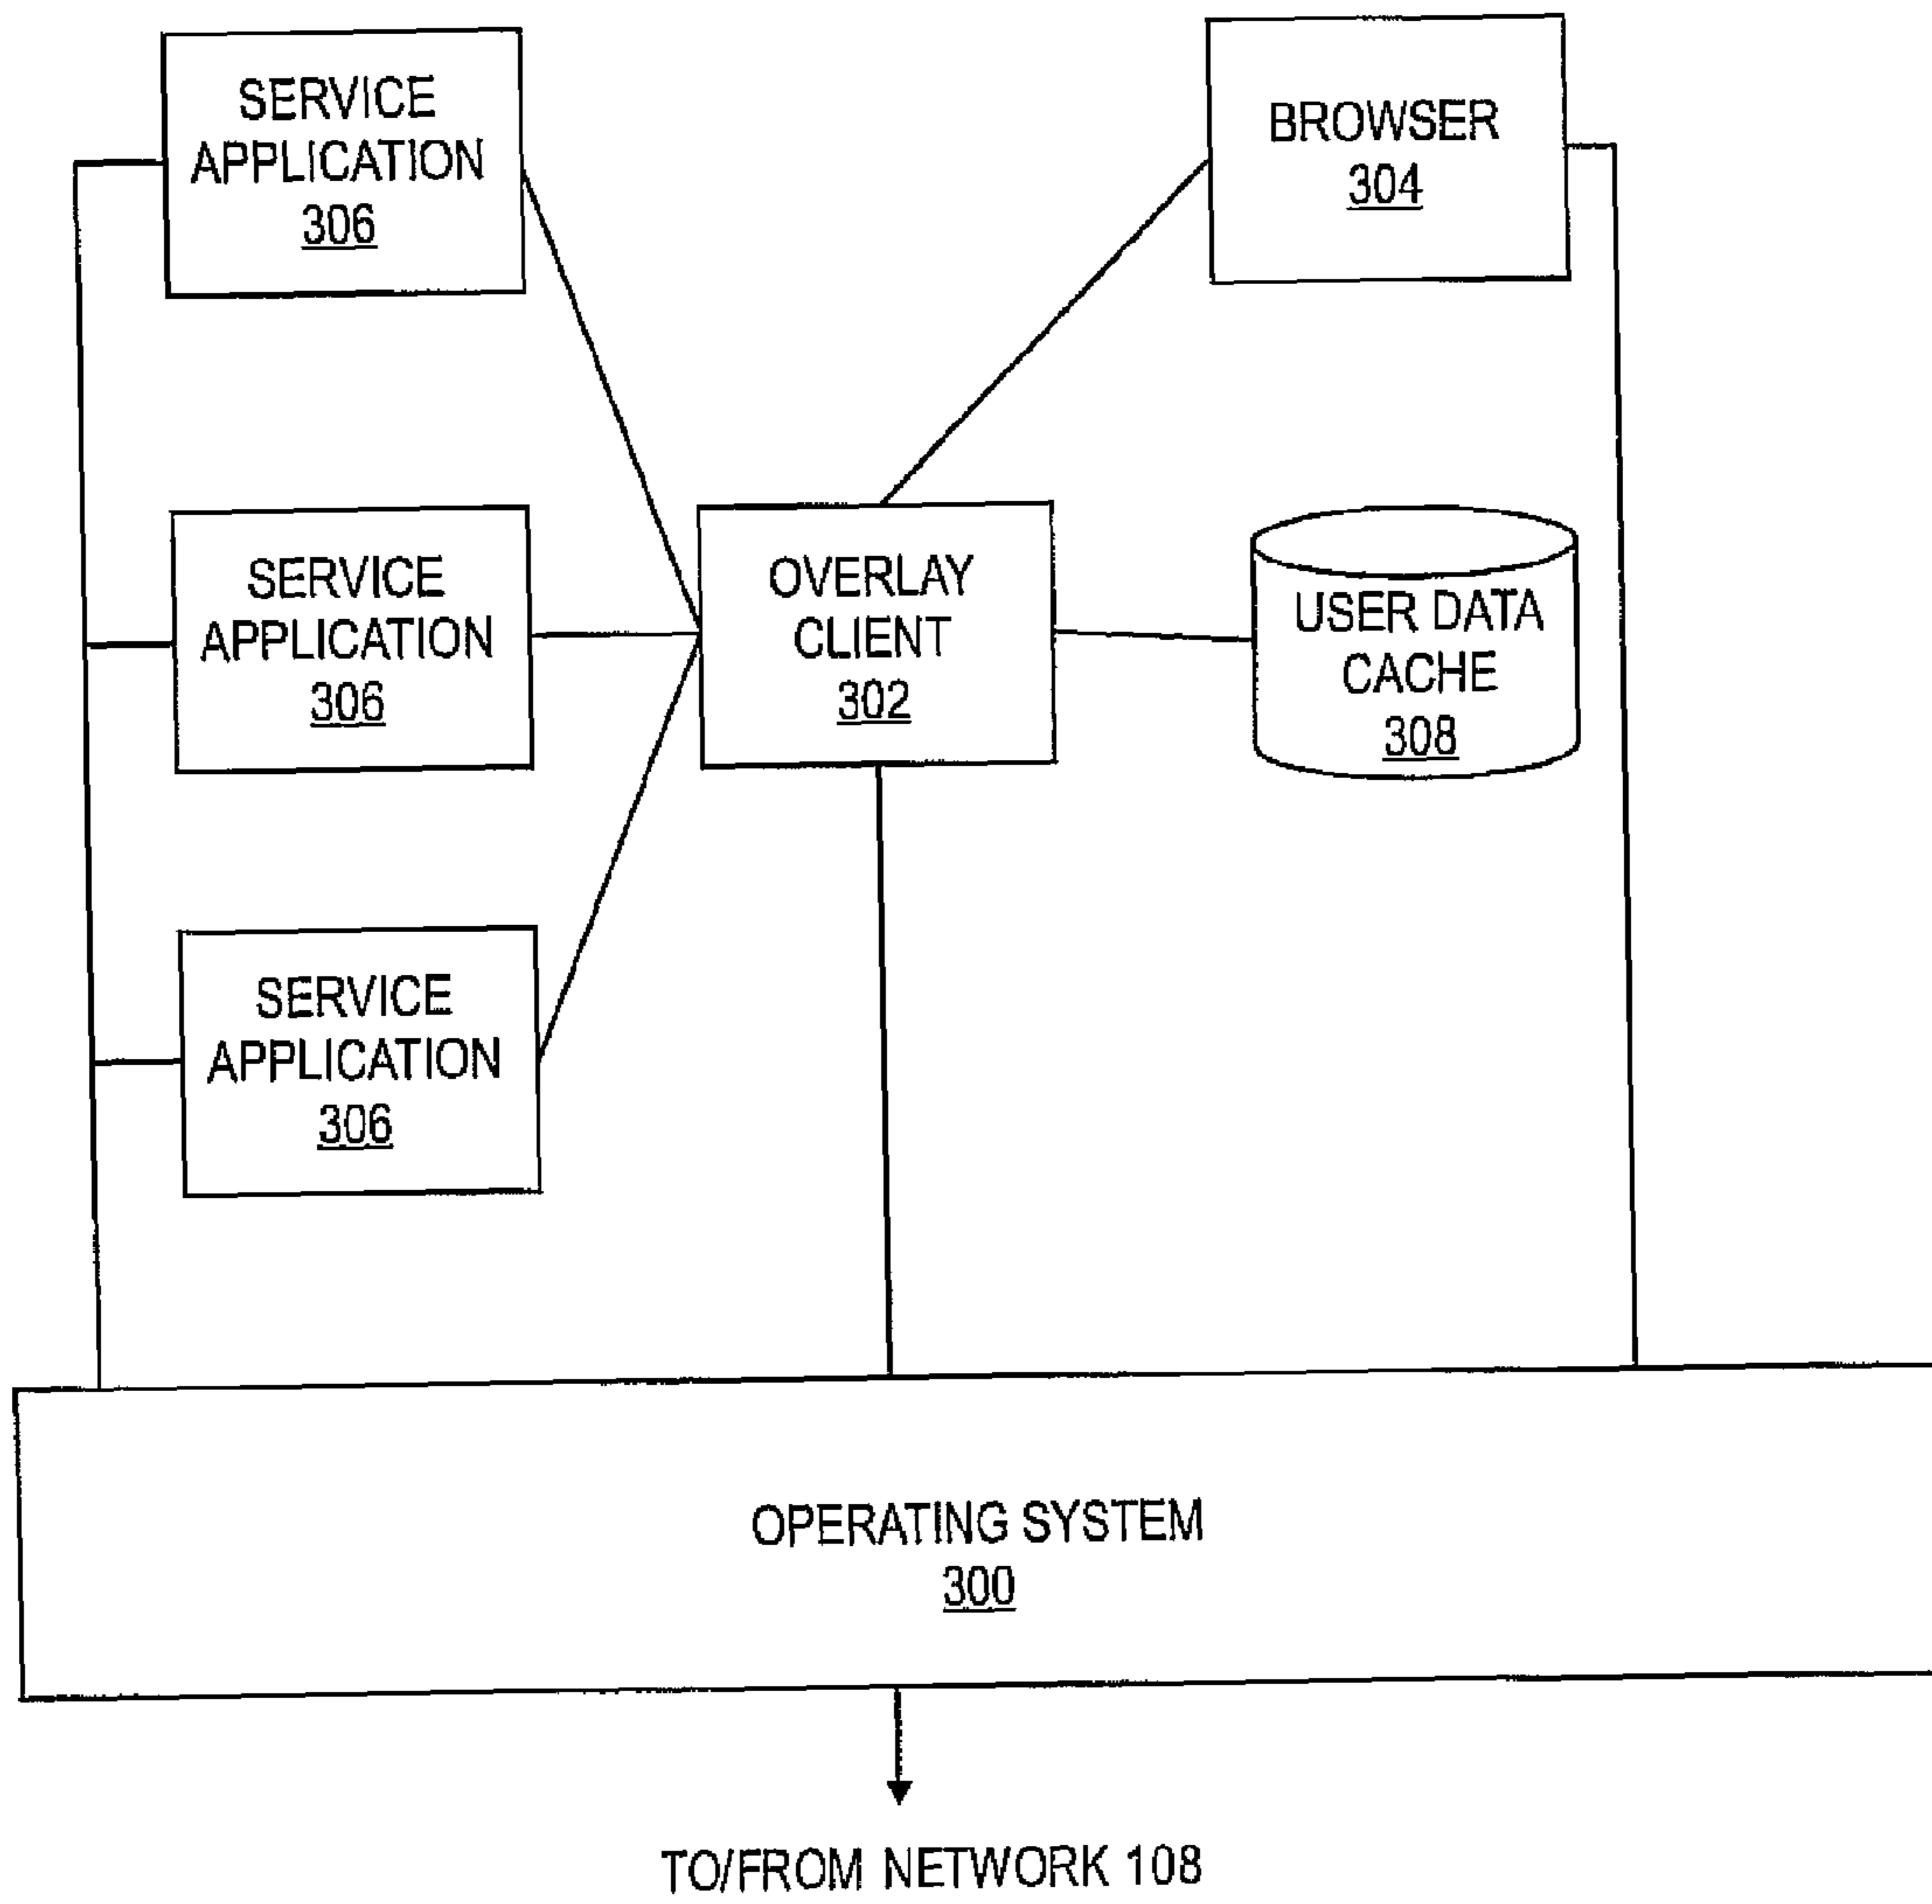 SERVICE
APPLICATION
306
BROWSER
304
SERVICE
APPLICATION
306
OVERLAY
CLIENT
302
USER DATA
CACHE
308
SERVICE
APPLICATION
306
OPERATING SYSTEM
300
TO/FROM NETWORK 108